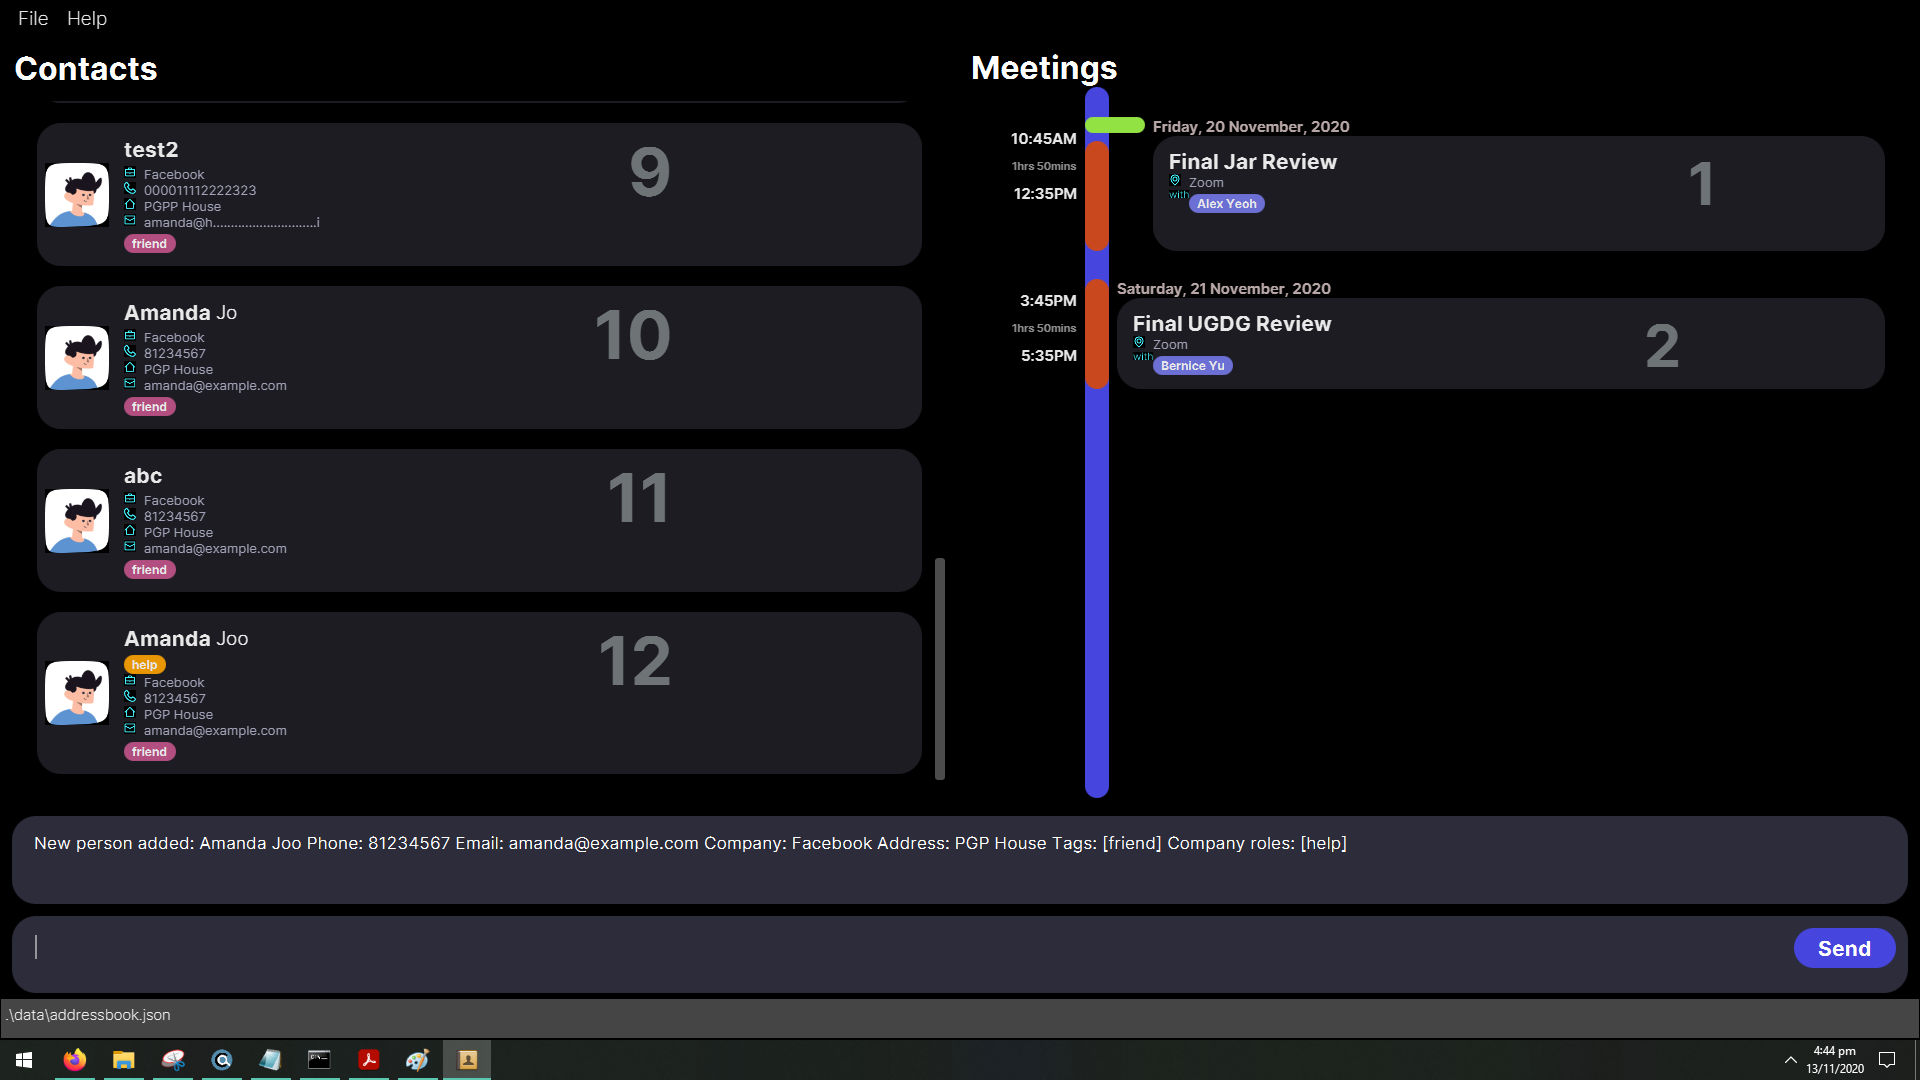 File Help
Contacts
test2
9
Facebook
000011112222323
PGPP House
amanda@h.............................i
friend
Amanda Jo
10
Facebook
81234567
PGP House
amanda@example.com
friend
abc
11
Facebook
81234567
PGP House
amanda@example.com
friend
Amanda Joo
12
help
Facebook
81234567
PGP House
amanda@example.com
friend
Meetings
Friday, 20 November, 2020
10:45AM
1hrs 50mins
12:35PM
Final Jar Review
1
Zoom
with
Alex Yeoh
Saturday, 21 November, 2020
3:45PM
1hrs 50mins
5:35PM
Final UGDG Review
2
Zoom
with
Bernice Yu
New person added: Amanda Joo Phone: 81234567 Email: amanda@example.com Company: Facebook Address: PGP House Tags: [friend] Company roles: [help]
Send
.\data\addressbook.json
4:44 pm
13/11/2020